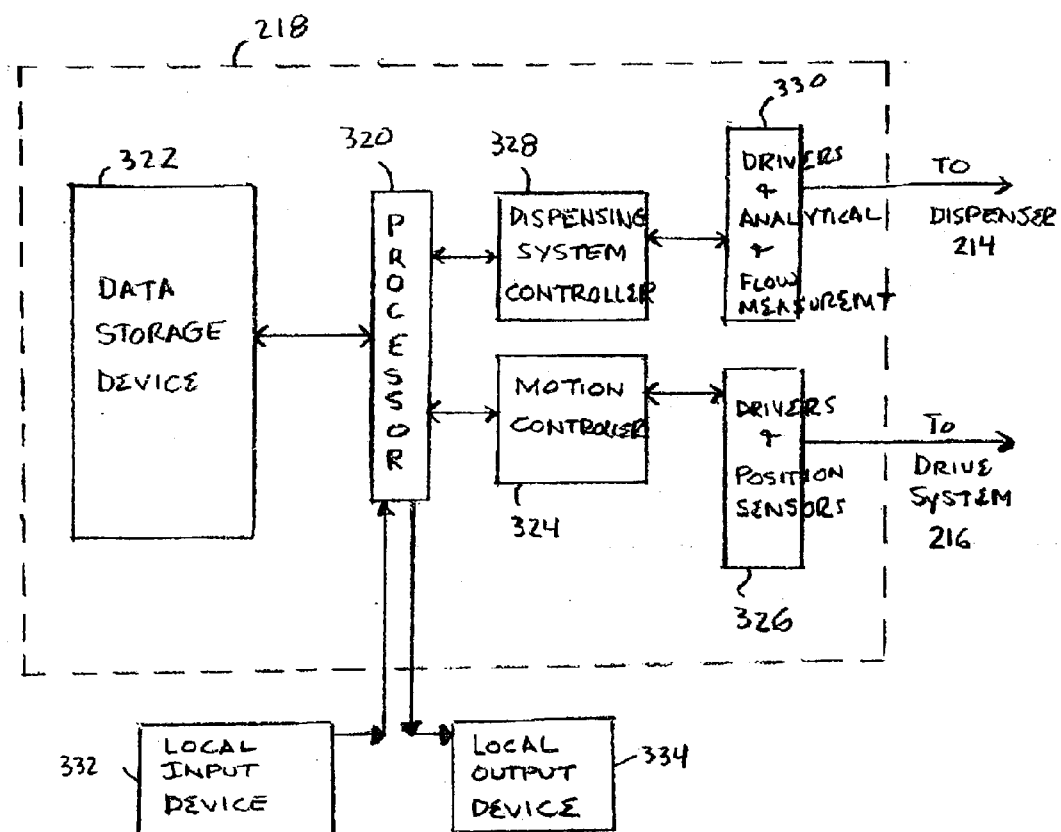 218
322
DATA
STORAGE
DEVICE
320
PROCESSOR
328
DISPENSING
SYSTEM
CONTROLLER
330
DRIVERS
&
ANALYTICAL
&
FLOW
MEASUREMENT
TO
DISPENSER
214
MOTION
CONTROLLER
324
DRIVERS
&
POSITION
SENSORS
326
TO
DRIVE
SYSTEM
216
332
LOCAL
INPUT
DEVICE
LOCAL
OUTPUT
DEVICE
334